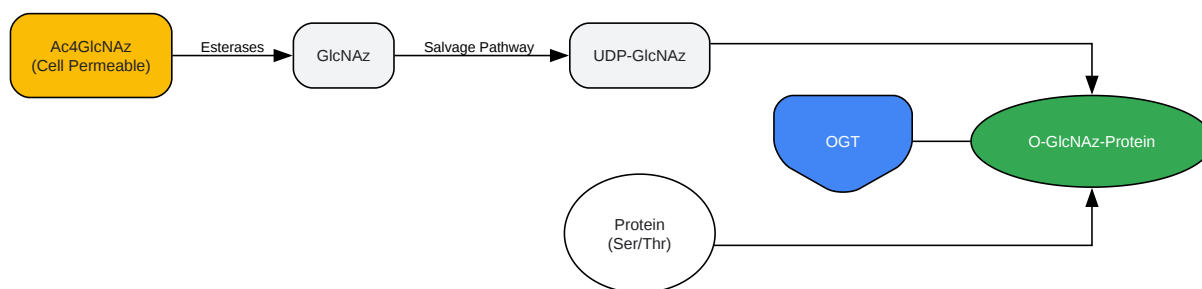 Ac4GlcNAz
(Cell Permeable)
Esterases
GlcNAz
Salvage Pathway
UDP-GlcNAz
OGT
O-GlcNAz-Protein
Protein
(Ser/Thr)